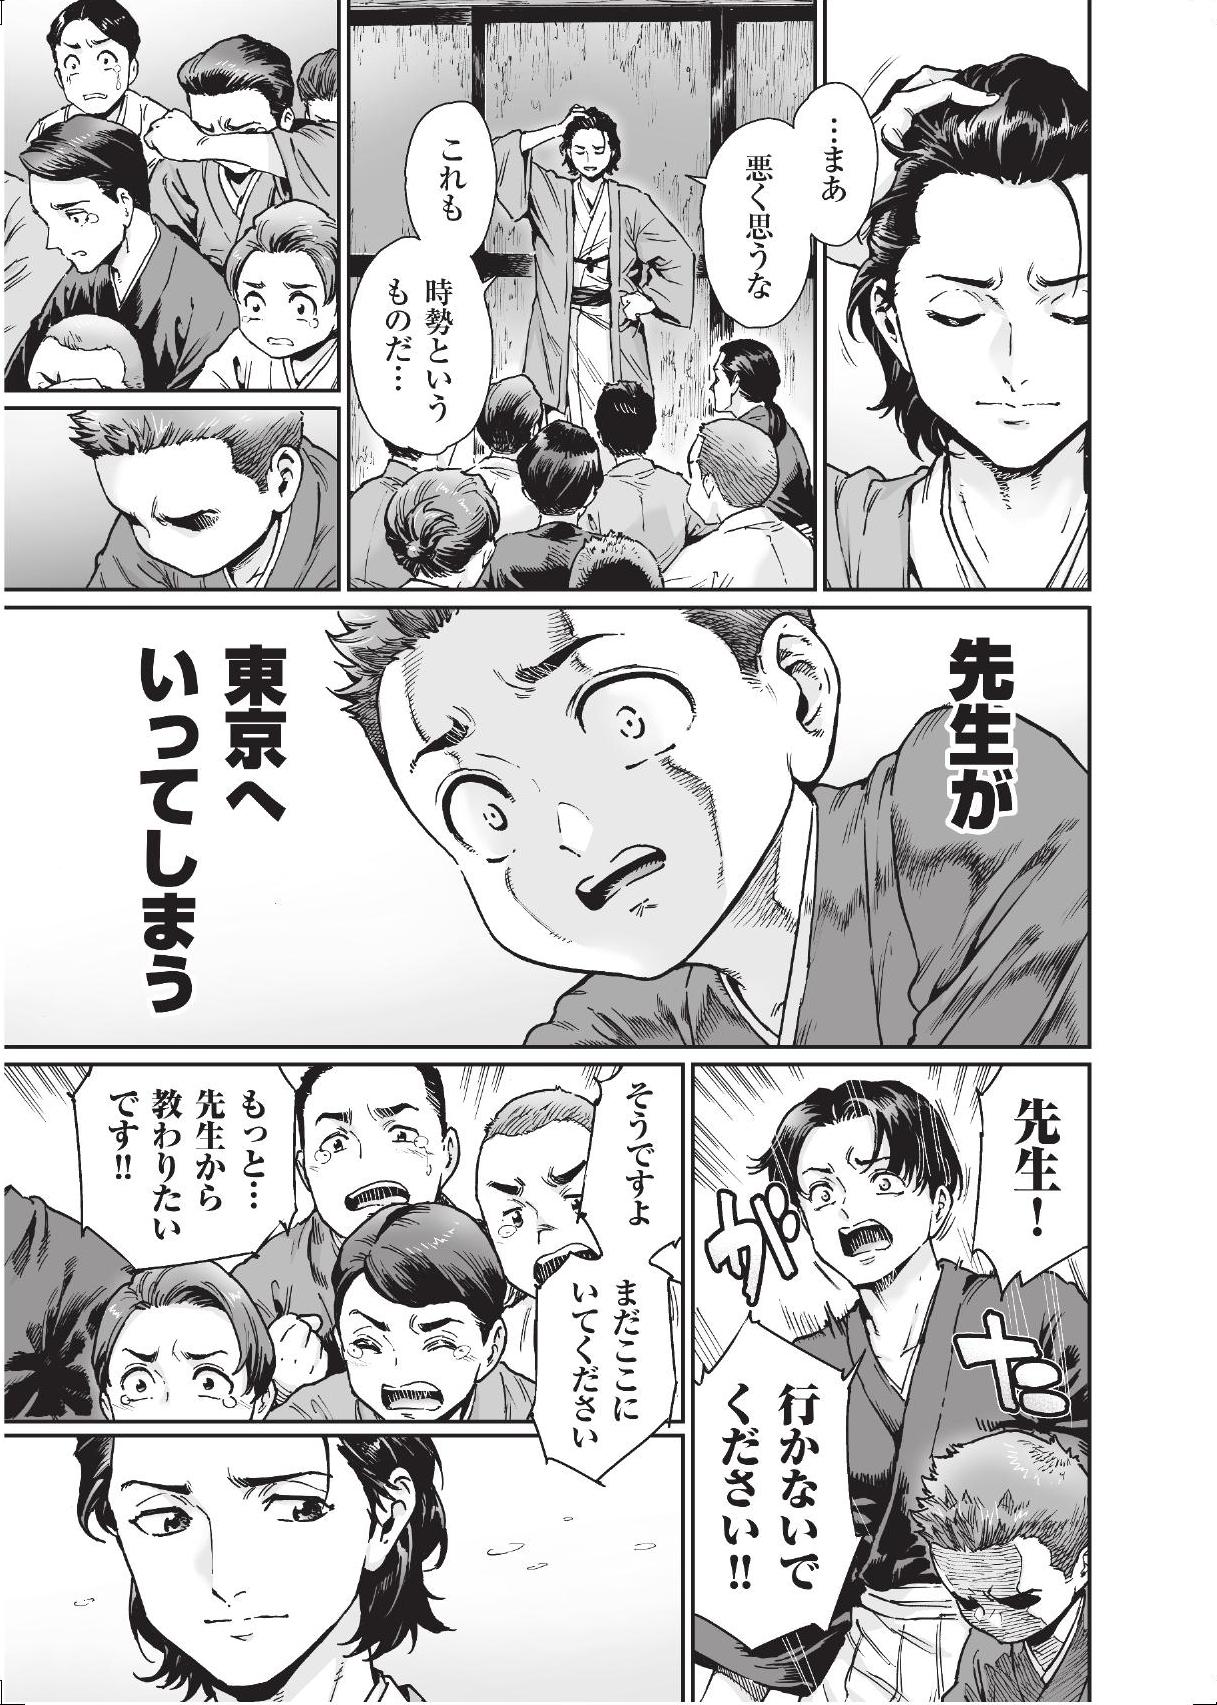 …まあ
悪く思うな
これも
時勢という
ものだ…
先生が
東京へ
いってしまう
先生！
ガタ
行かないで
ください!!
そうですよ
まだここに
いてください
もっと…
先生から
教わりたい
です!!